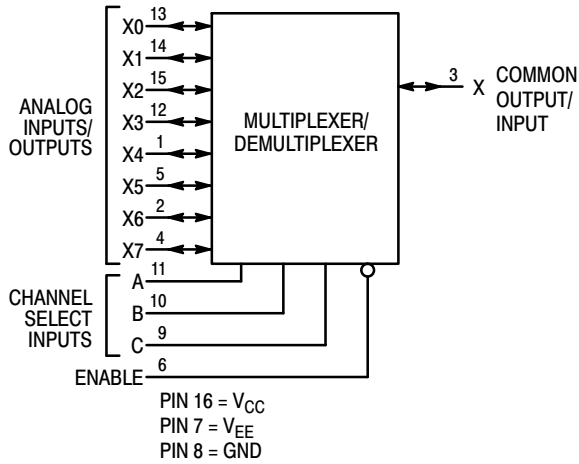 ANALOG
INPUTS/
OUTPUTS
X0 13
X1 14
X2 15
X3 12
X4 1
X5 5
X6 2
X7 4
MULTIPLEXER/
DEMULTIPLEXER
3 X COMMON
OUTPUT/
INPUT
CHANNEL
SELECT
INPUTS
A 11
B 10
C 9
ENABLE 6
PIN 16 = VCC
PIN 7 = VEE
PIN 8 = GND